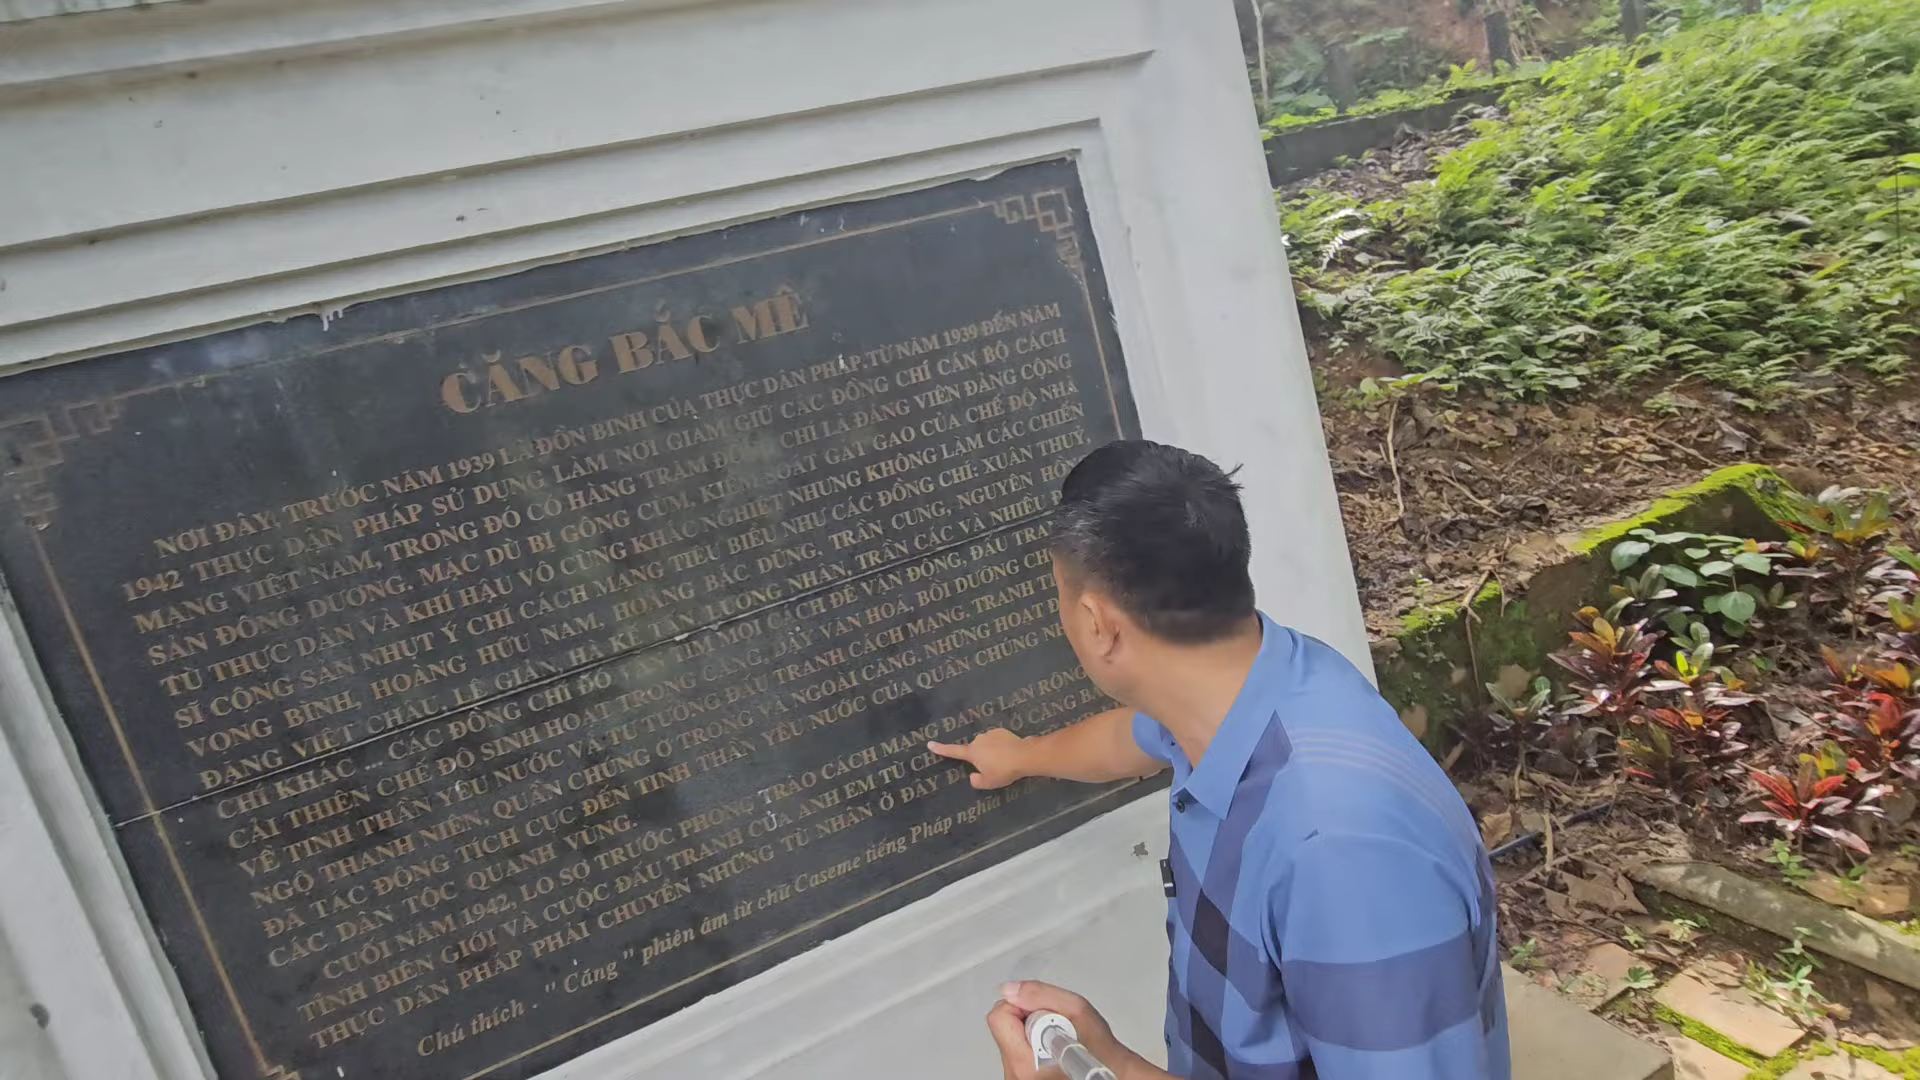 CĂNG BẮC MÊ
NƠI ĐÂY, TRƯỚC NĂM 1939 LÀ ĐỒN BINH CỦA THỰC DÂN PHÁP. TỪ NĂM 1939 ĐẾN NĂM
1942 THỰC DÂN PHÁP SỬ DỤNG LÀM NƠI GIAM GIỮ CÁC ĐỒNG CHÍ CÁN BỘ CÁCH
MẠNG VIỆT NAM, TRONG ĐÓ CÓ HÀNG TRĂM ĐỒNG CHÍ LÀ ĐẢNG VIÊN ĐẢNG CỘNG
SẢN ĐÔNG DƯƠNG. MẶC DÙ BỊ GÔNG CÙM, KIỂM SOÁT GẮT GAO CỦA CHẾ ĐỘ NHÀ
TÙ THỰC DÂN VÀ KHÍ HẬU VÔ CÙNG KHẮC NGHIỆT NHƯNG KHÔNG LÀM CÁC CHIẾN
SĨ CỘNG SẢN NHỤT Ý CHÍ CÁCH MẠNG TIÊU BIỂU NHƯ CÁC ĐỒNG CHÍ: XUÂN THUỶ,
VỌNG BÌNH, HOÀNG HỮU NAM, HOÀNG BẮC DŨNG, TRẦN CUNG, NGUYÊN HỒN
ĐẶNG VIỆT CHÂU, LÊ GIẢN, HÀ KẾ TẤN, LƯƠNG NHÂN, TRẦN CÁC VÀ NHIỀU
CHÍ KHÁC ... CÁC ĐỒNG CHÍ ĐÓ TÌM MỌI CÁCH ĐỂ VẬN ĐỘNG, ĐẤU TRA
CẢI THIỆN CHẾ ĐỘ SINH HOẠT TRONG CĂNG, DẠY VĂN HOÁ, BỒI DƯỠNG
VỀ TINH THẦN YÊU NƯỚC VÀ TƯ TƯỞNG ĐẤU TRANH CÁCH MẠNG, TRANH
NGỘ THANH NIÊN, QUẦN CHÚNG Ở TRONG VÀ NGOÀI CĂNG. NHỮNG HOẠT
ĐÃ TÁC ĐỘNG TÍCH CỰC ĐẾN TINH THẦN YÊU NƯỚC CỦA QUẦN CHÚNG
CÁC DÂN TỘC QUANH VÙNG.
CUỐI NĂM 1942, LO SỢ TRƯỚC PHONG TRÀO CÁCH MẠNG ĐANG LAN RỘNG
TỈNH BIÊN GIỚI VÀ CUỘC ĐẤU TRANH CỦA ANH EM TÙ Ở CĂNG
THỰC DÂN PHÁP PHẢI CHUYỂN NHỮNG TÙ NHÂN Ở ĐÂY
Chú thích . " Căng " phiên âm từ chữ Caseme tiếng Pháp nghĩa là